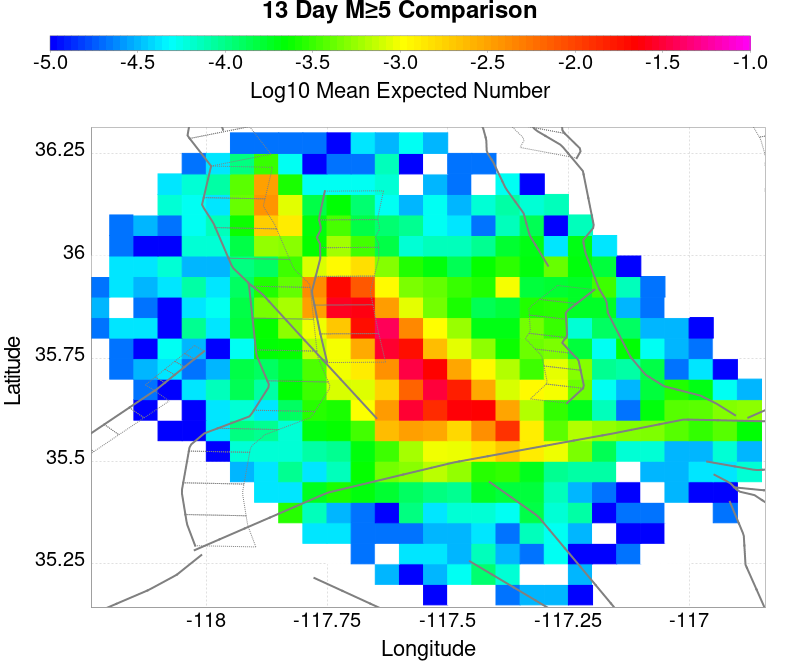 13 Day M≥5 Comparison
-5.0 -4.5 -4.0 -3.5 -3.0 -2.5 -2.0 -1.5 -1.0
Log10 Mean Expected Number
36.25
36
35.75
35.5
35.25
Latitude
-118 -117.75 -117.5 -117.25 -117
Longitude